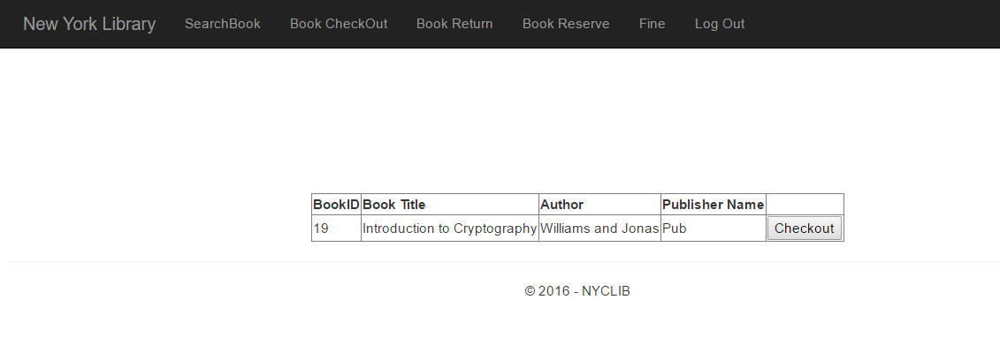 New York Library SearchBook Book CheckOut Book Return Book Reserve Fine Log Out
BookID Book Title Author Publisher Name
19 Introduction to Cryptography Williams and Jonas Pub Checkout
© 2016 - NYCLIB